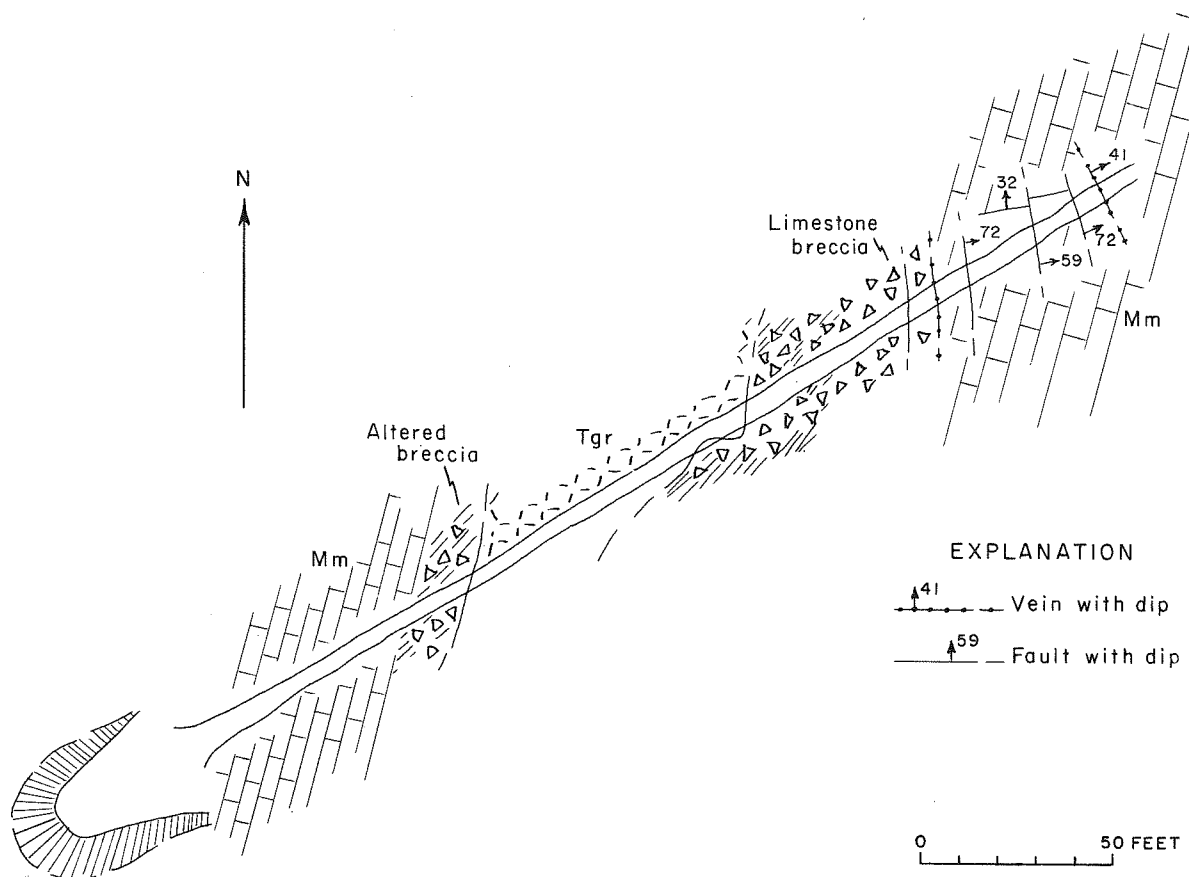 N
41
32
Limestone
breccia
72
72
59
Mm
Altered
breccia
Tgr
Mm
EXPLANATION
41
Vein with dip
59
Fault with dip
0 50 FEET